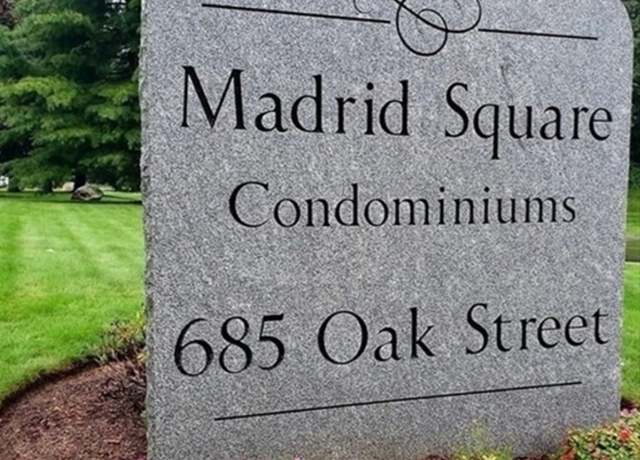 Madrid Square
Condominiums
685 Oak Street